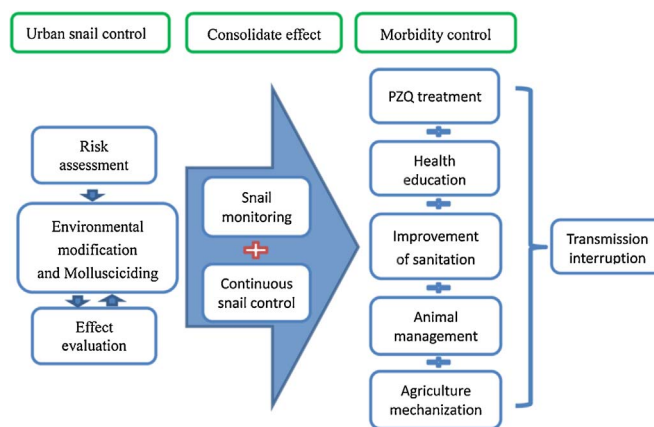 Urban snail control
Consolidate effect
Morbidity control
Risk
assessment
Environmental
modification
and Mollusciciding
Effect
evaluation
Snail
monitoring
Continuous
snail control
PZQ treatment
Health
education
Improvement
of sanitation
Animal
management
Agriculture
mechanization
Transmission
interruption